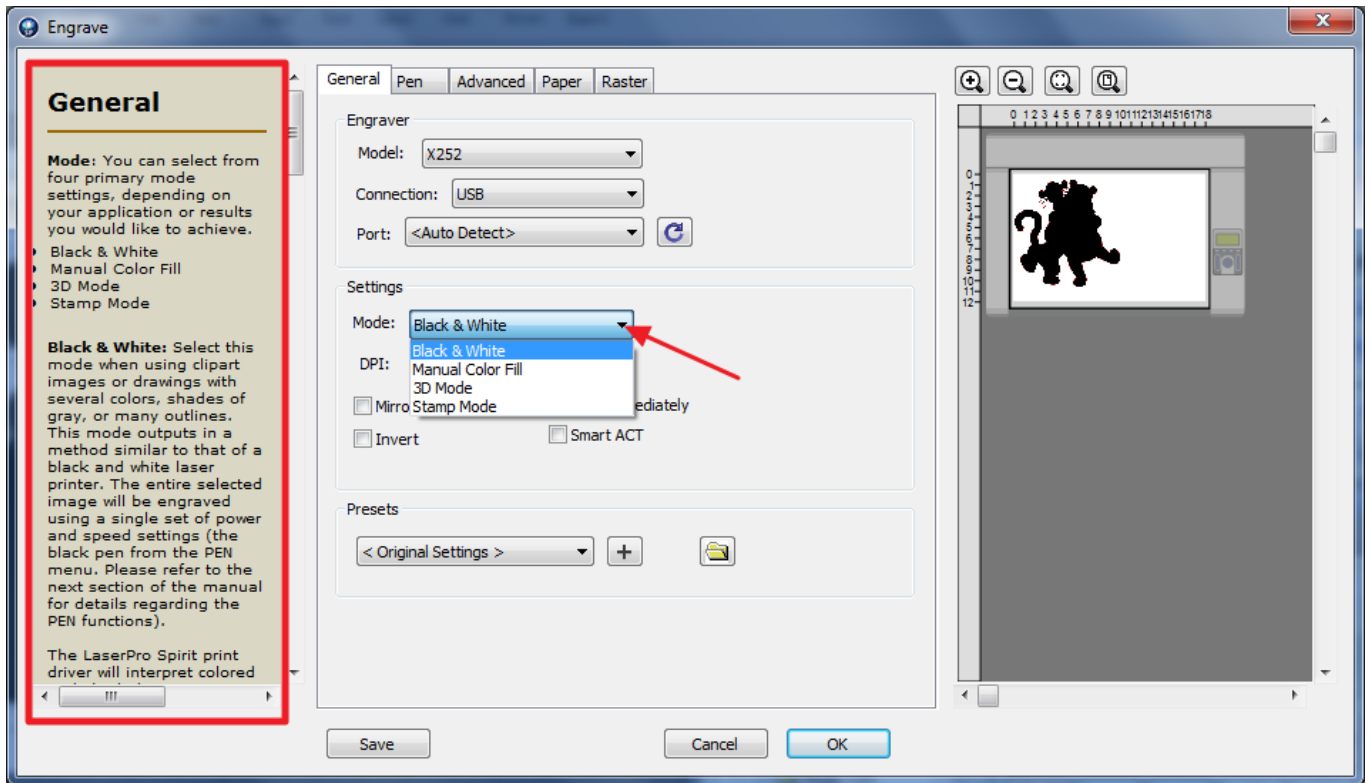 Engrave
General
Mode: You can select from
four primary mode
settings, depending on
your application or results
you would like to achieve.
Black & White
Manual Color Fill
3D Mode
Stamp Mode
Black & White: Select this
mode when using clipart
images or drawings with
several colors, shades of
gray, or many outlines.
This mode outputs in a
method similar to that of a
black and white laser
printer. The entire selected
image will be engraved
using a single set of power
and speed settings (the
black pen from the PEN
menu. Please refer to the
next section of the manual
for details regarding the
PEN functions).
The LaserPro Spirit print
driver will interpret colored
General Pen Advanced Paper Raster
Engraver
Model: X252
Connection: USB
Port: <Auto Detect>
Settings
Mode: Black & White
Black & White
DPI: Manual Color Fill
3D Mode
Mirro Stamp Mode ediately
Invert Smart ACT
Presets
< Original Settings > +
Save Cancel OK
0 1 2 3 4 5 6 7 8 9 10 11 12 13 14 15 16 17 18
0
1
2
3
4
5
6
7
8
9
10
11
12